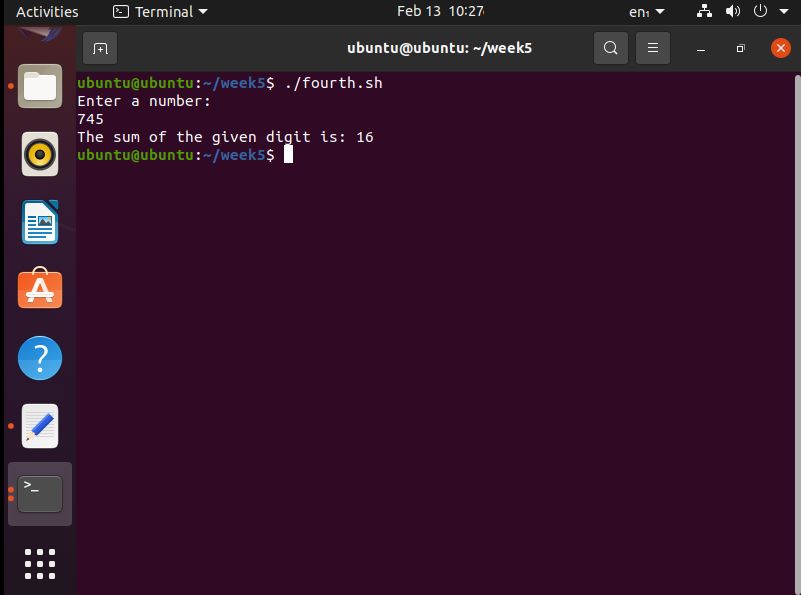 Activities Terminal Feb 13 10:27 en₁
ubuntu@ubuntu: ~/week5
ubuntu@ubuntu:~/week5$ ./fourth.sh
Enter a number:
745
The sum of the given digit is: 16
ubuntu@ubuntu:~/week5$